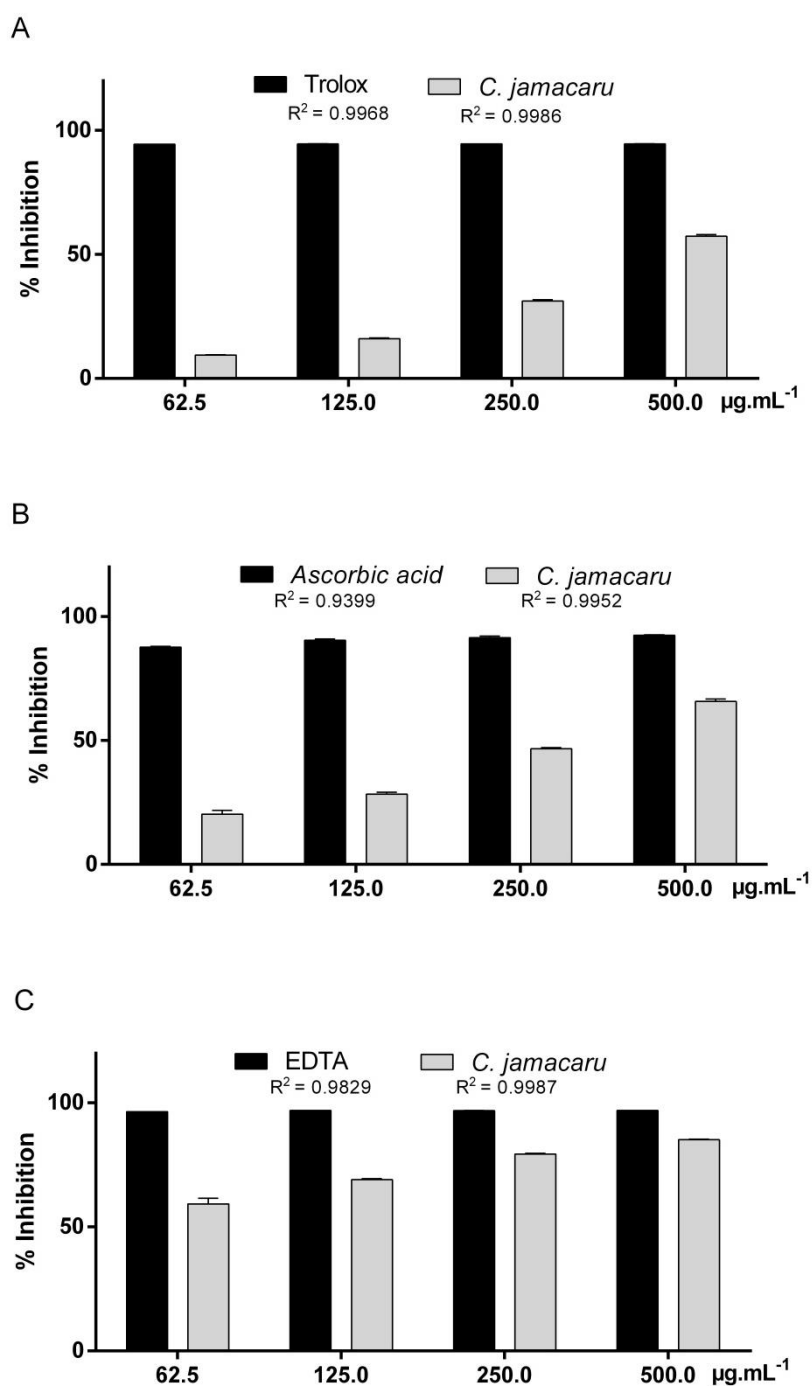 A
Trolox C. jamacaru
R² = 0.9968 R² = 0.9986
% Inhibition
100
50
0
62.5 125.0 250.0 500.0 µg.mL⁻¹
B
Ascorbic acid C. jamacaru
R² = 0.9399 R² = 0.9952
% Inhibition
100
50
0
62.5 125.0 250.0 500.0 µg.mL⁻¹
C
EDTA C. jamacaru
R² = 0.9829 R² = 0.9987
% Inhibition
100
50
0
62.5 125.0 250.0 500.0 µg.mL⁻¹